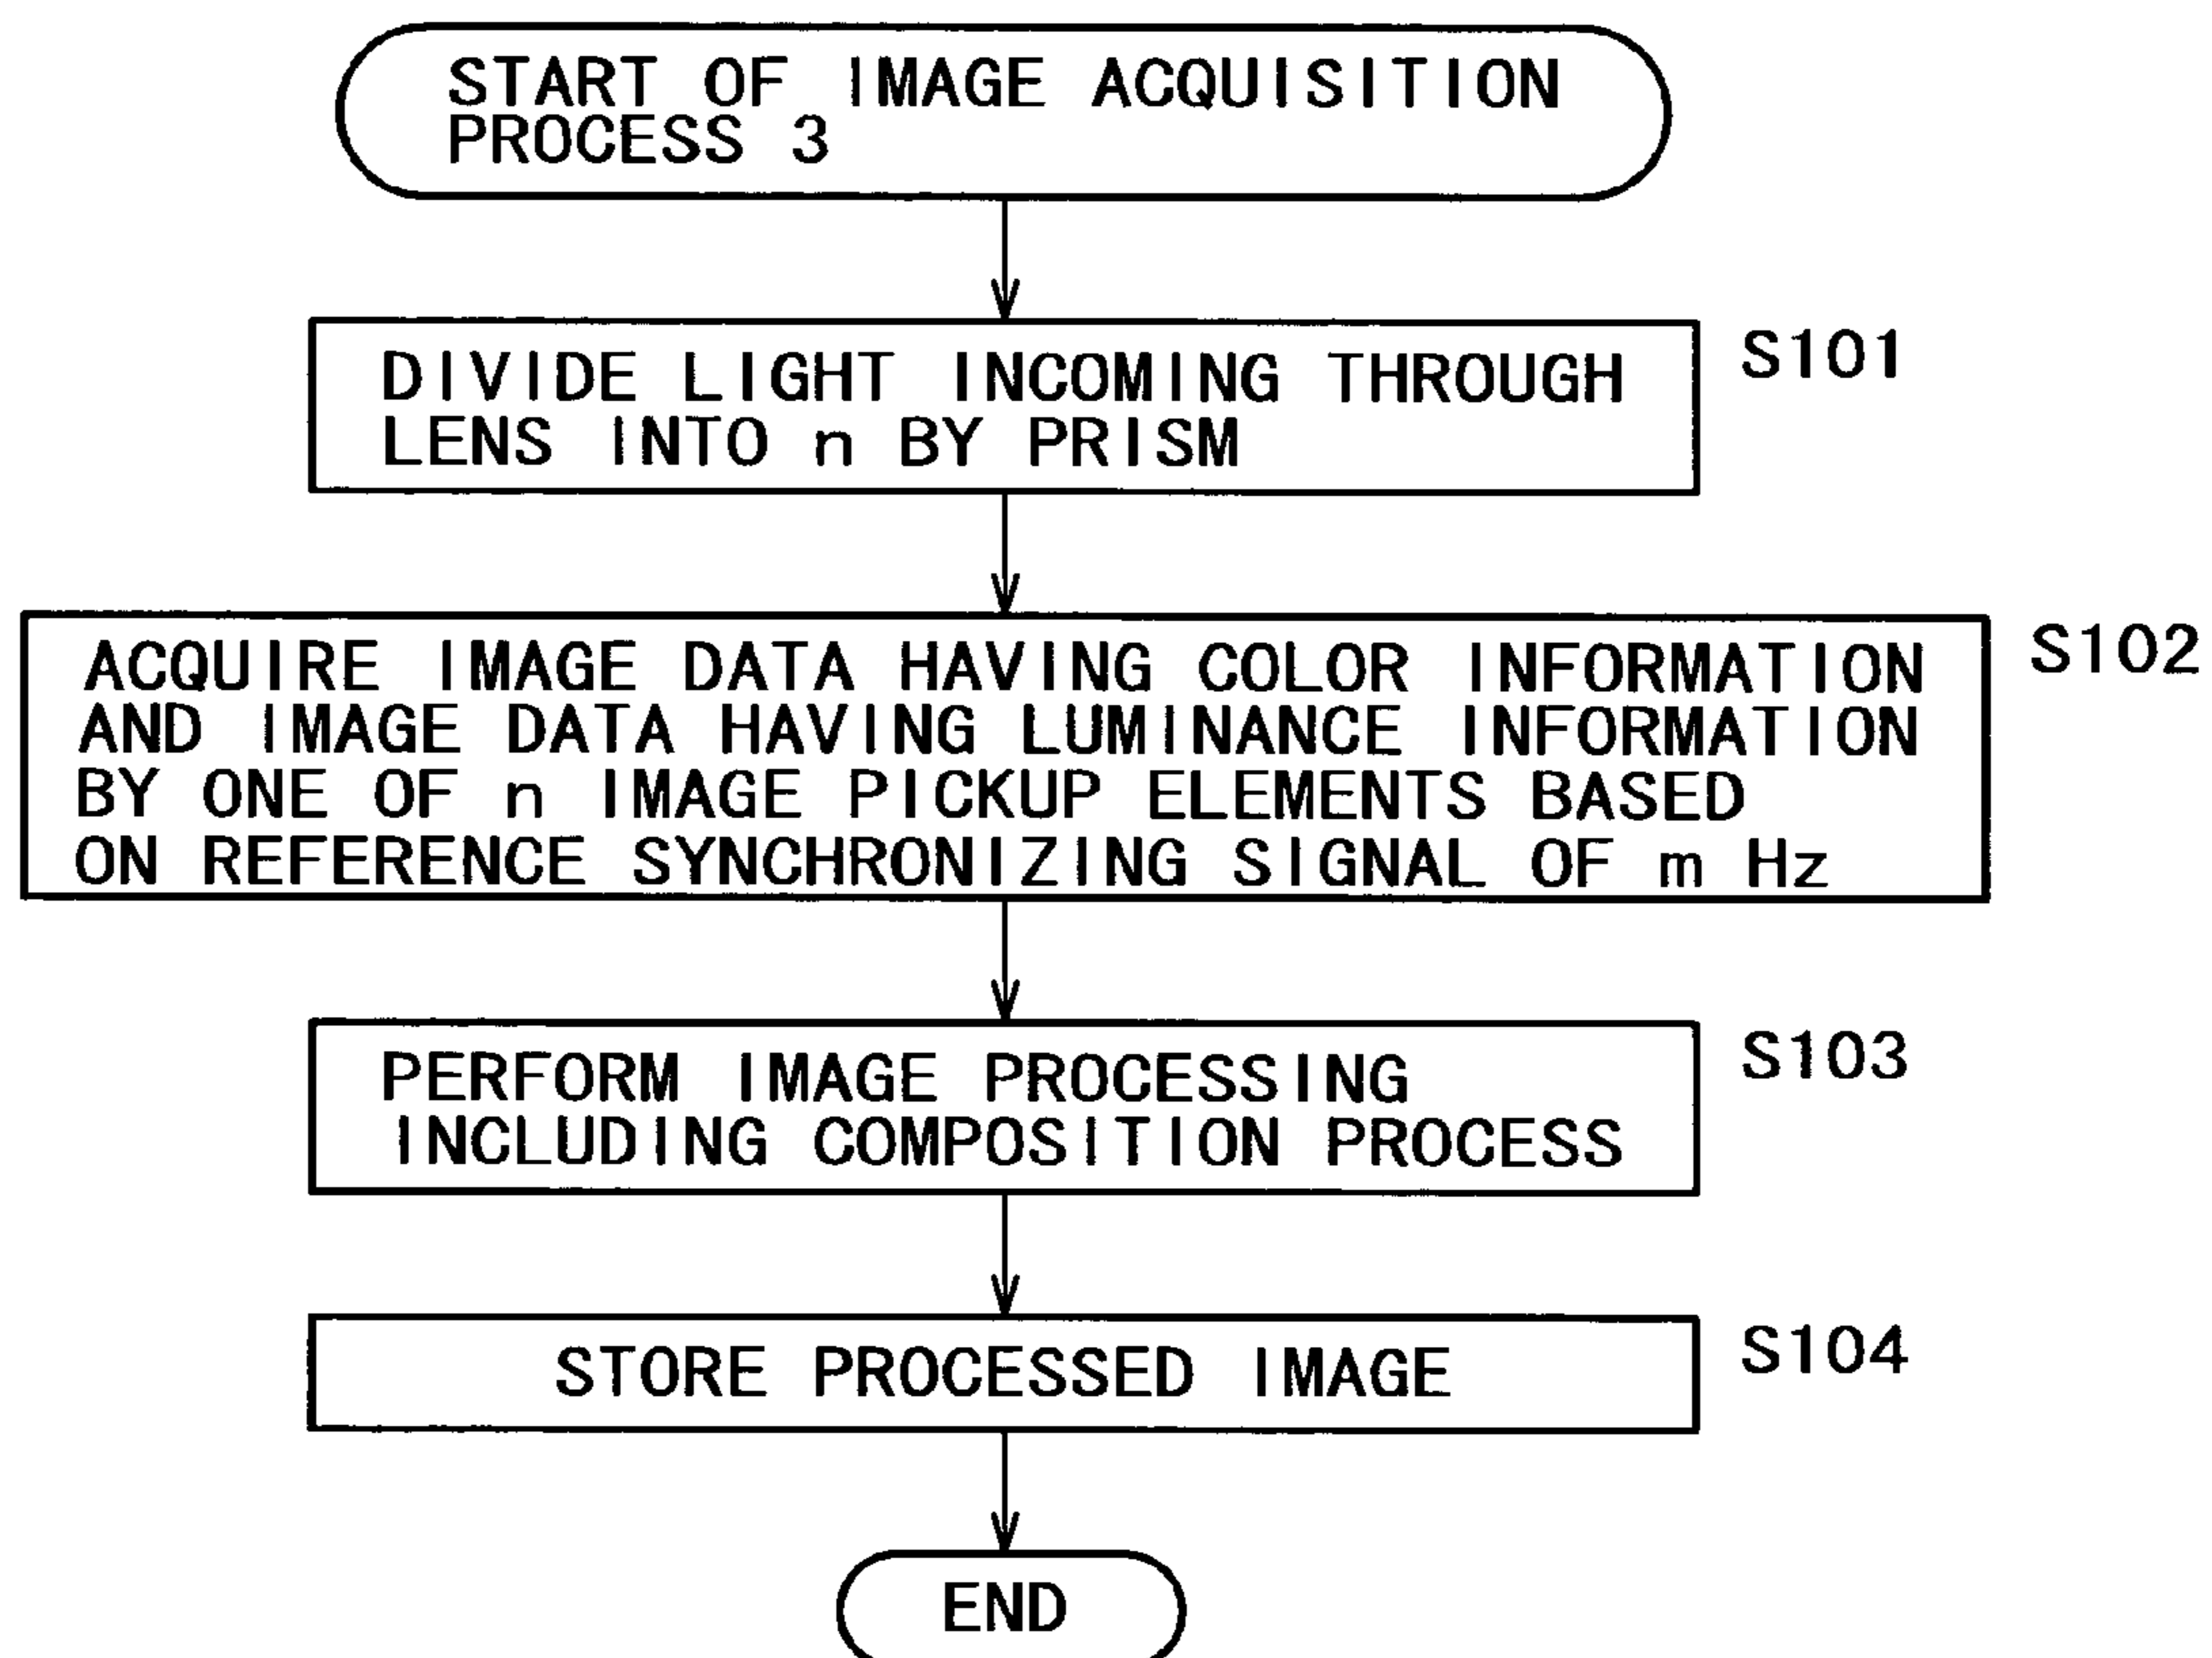 START OF IMAGE ACQUISITION
PROCESS 3
DIVIDE LIGHT INCOMING THROUGH
LENS INTO n BY PRISM
S101
ACQUIRE IMAGE DATA HAVING COLOR INFORMATION
AND IMAGE DATA HAVING LUMINANCE INFORMATION
BY ONE OF n IMAGE PICKUP ELEMENTS BASED
ON REFERENCE SYNCHRONIZING SIGNAL OF m Hz
S102
PERFORM IMAGE PROCESSING
INCLUDING COMPOSITION PROCESS
S103
STORE PROCESSED IMAGE
S104
END